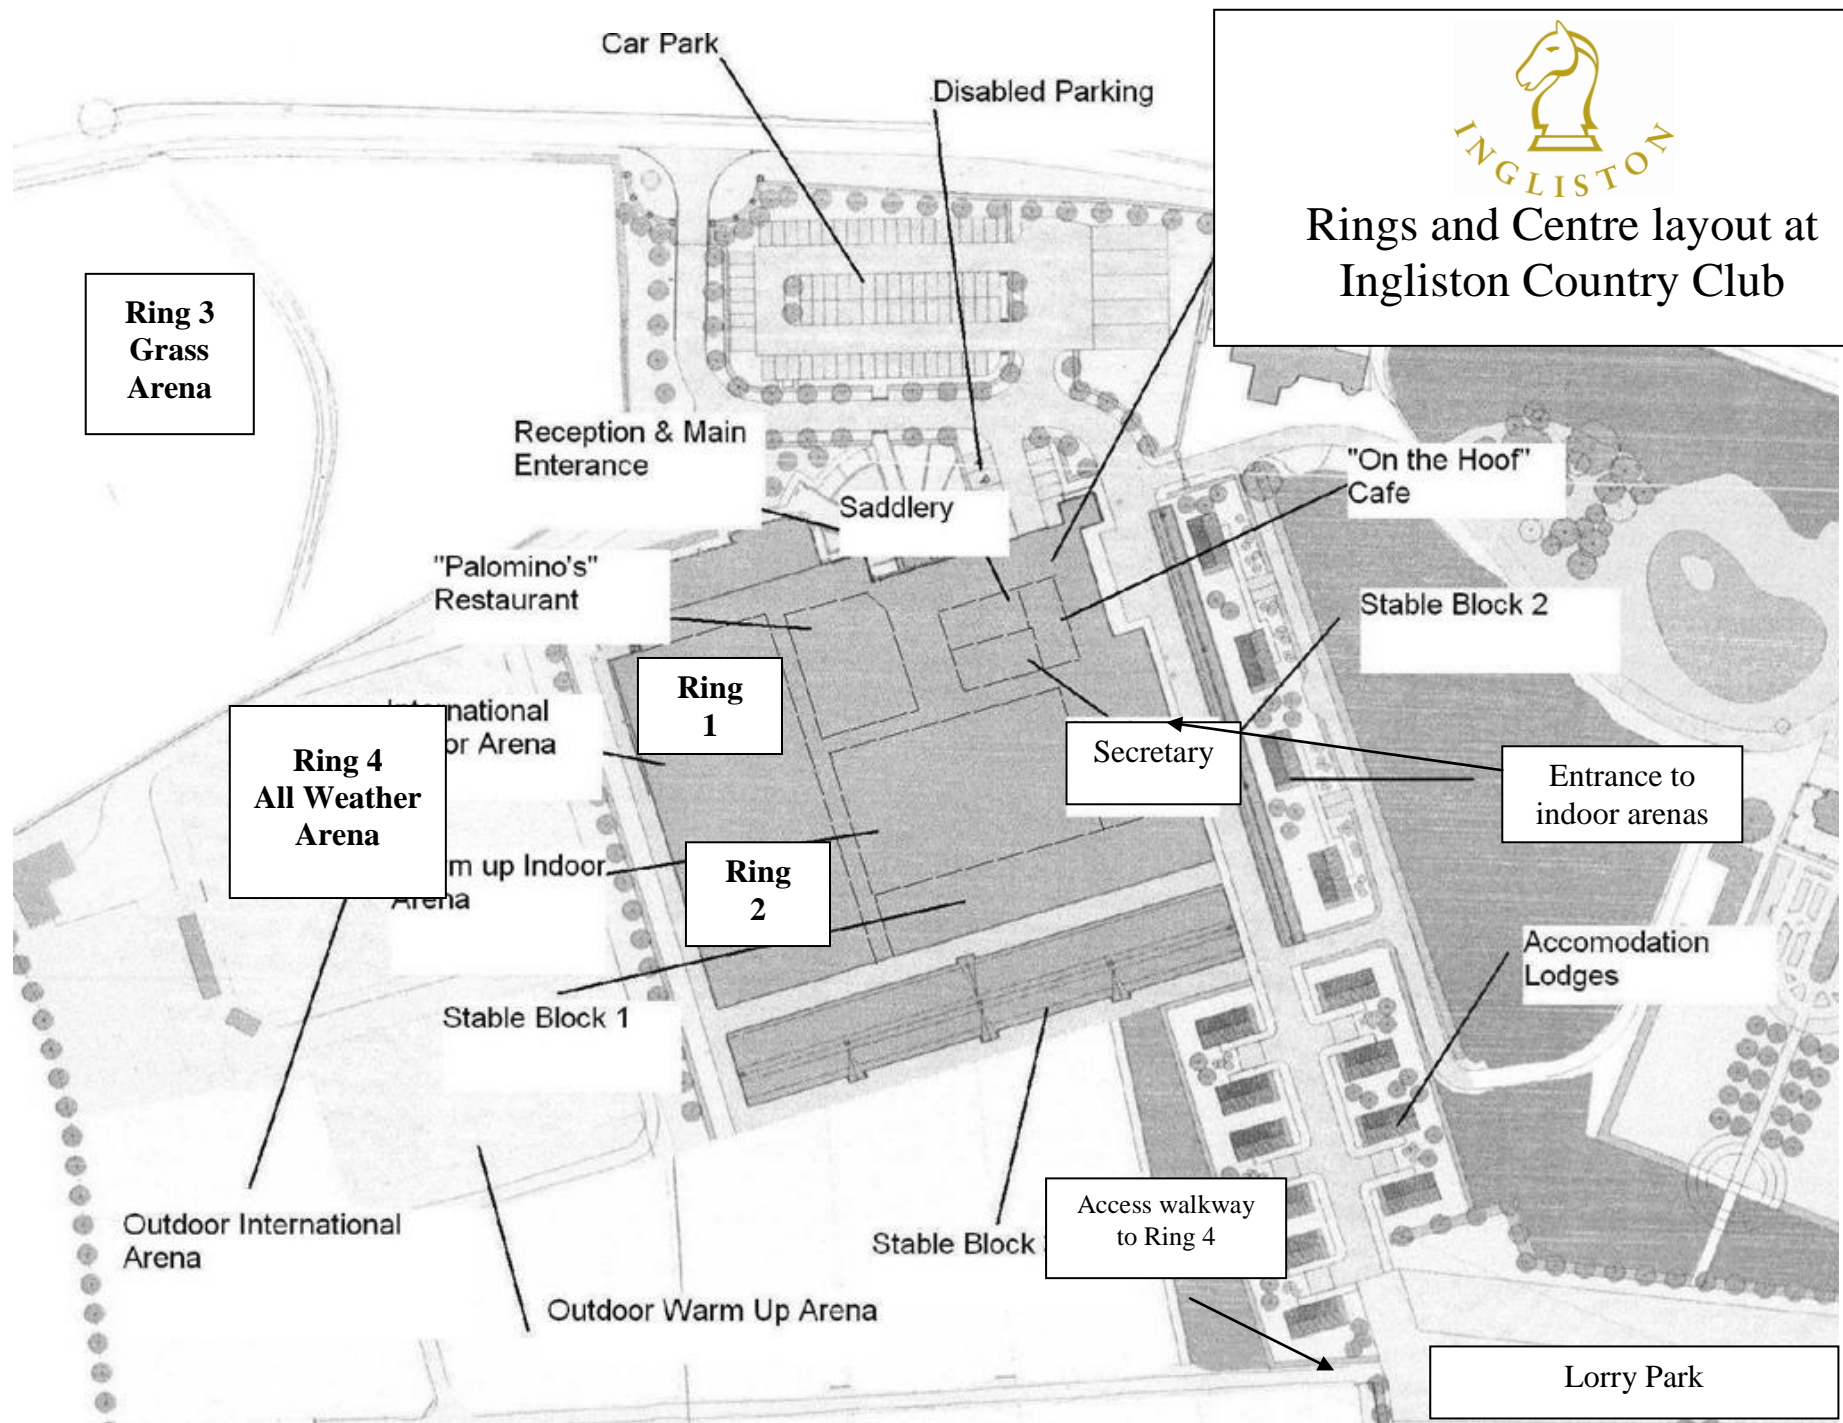 Car Park
Disabled Parking
INGLISTON
Rings and Centre layout at
Ingliston Country Club
Ring 3
Grass
Arena
Reception & Main
Enterance
Saddlery
"On the Hoof"
Cafe
"Palomino's"
Restaurant
Stable Block 2
Ring
1
national
or Arena
Ring 4
All Weather
Arena
Secretary
Entrance to
indoor arenas
m up Indoor
Arena
Ring
2
Accomodation
Lodges
Stable Block 1
Access walkway
to Ring 4
Outdoor International
Arena
Stable Block
Outdoor Warm Up Arena
Lorry Park